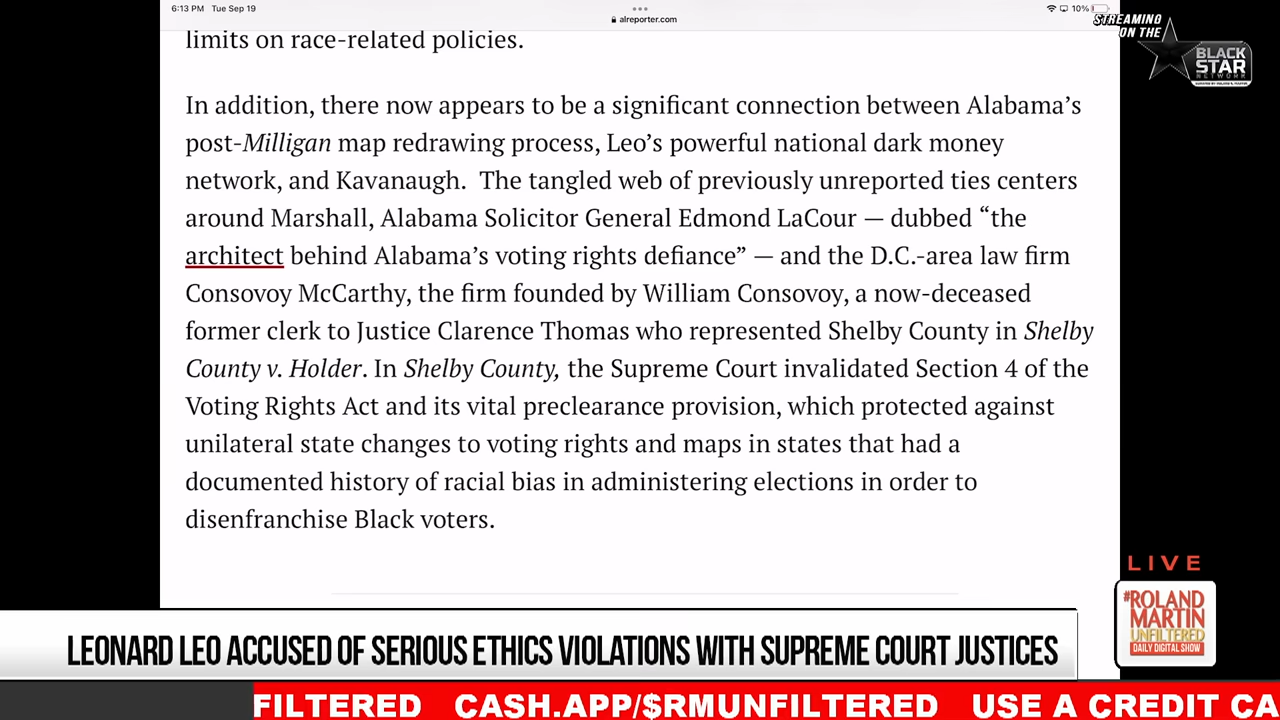 6:13 PM Tue Sep 19
10%
alreporter.com
STREAMING
ON THE
BLACK
STAR
NETWORK
limits on race-related policies.
In addition, there now appears to be a significant connection between Alabama’s
post-Milligan map redrawing process, Leo’s powerful national dark money
network, and Kavanaugh.  The tangled web of previously unreported ties centers
around Marshall, Alabama Solicitor General Edmond LaCour — dubbed “the
architect behind Alabama’s voting rights defiance” — and the D.C.-area law firm
Consovoy McCarthy, the firm founded by William Consovoy, a now-deceased
former clerk to Justice Clarence Thomas who represented Shelby County in Shelby
County v. Holder. In Shelby County, the Supreme Court invalidated Section 4 of the
Voting Rights Act and its vital preclearance provision, which protected against
unilateral state changes to voting rights and maps in states that had a
documented history of racial bias in administering elections in order to
disenfranchise Black voters.
LIVE
#ROLAND
MARTIN
UNFILTERED
DAILY DIGITAL SHOW
LEONARD LEO ACCUSED OF SERIOUS ETHICS VIOLATIONS WITH SUPREME COURT JUSTICES
FILTERED CASH.APP/$RMUNFILTERED USE A CREDIT CA